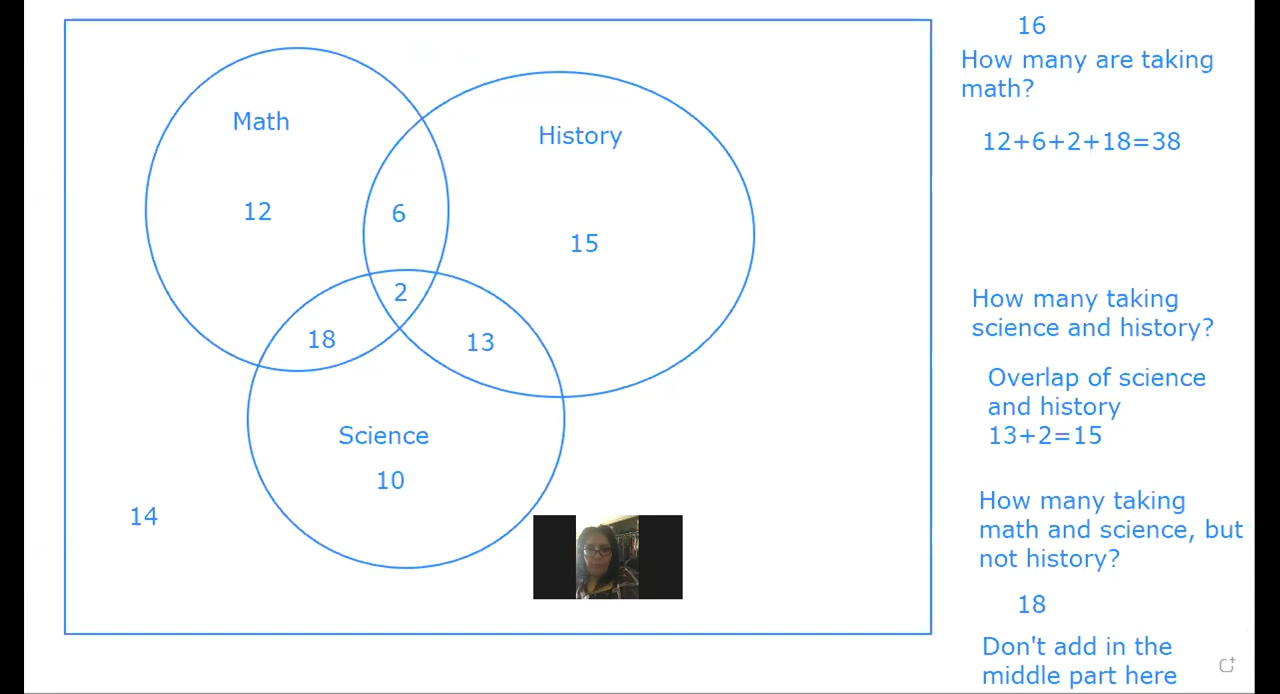 16
How many are taking
math?
12+6+2+18=38
Math
History
12
6
15
2
18
13
Science
10
14
How many taking
science and history?
Overlap of science
and history
13+2=15
How many taking
math and science, but
not history?
18
Don't add in the
middle part here